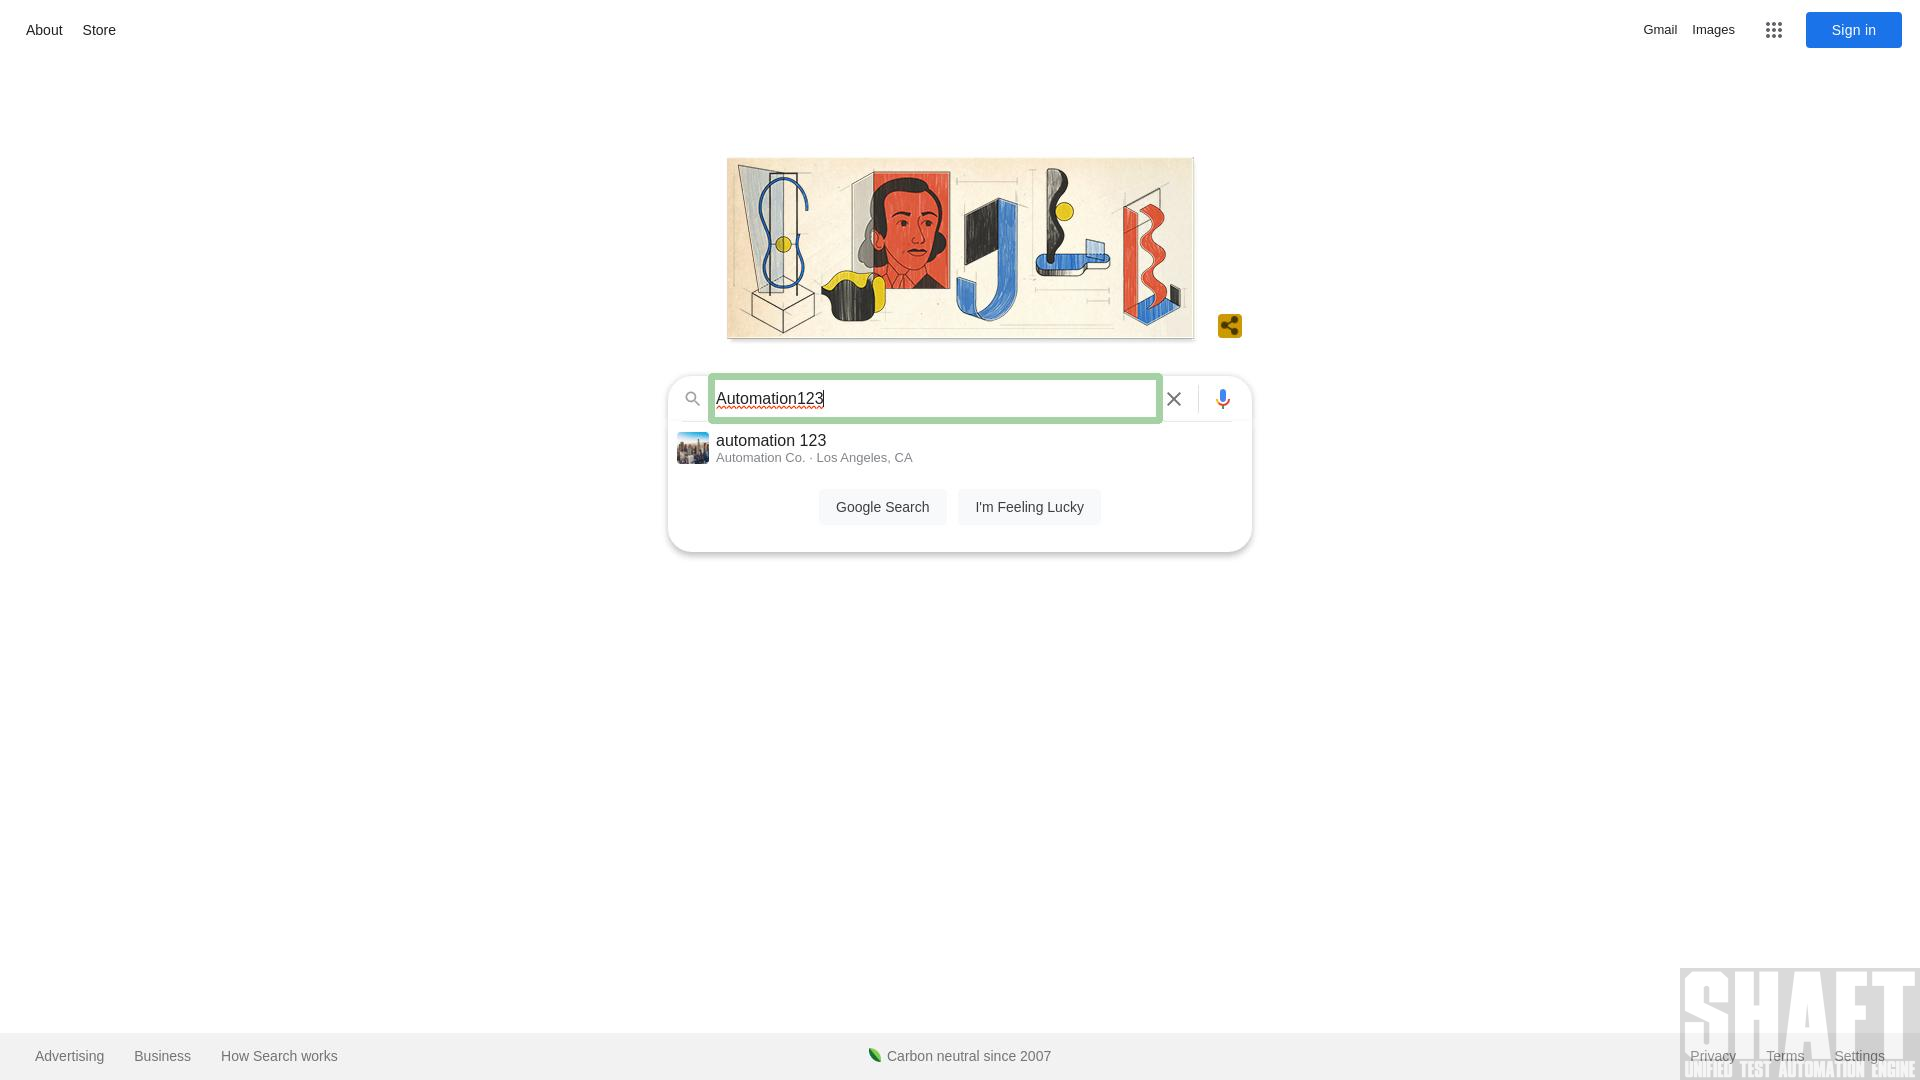 About Store
Gmail Images Sign in
Automation123
automation 123
Automation Co. · Los Angeles, CA
Google Search I'm Feeling Lucky
Advertising Business How Search works
Carbon neutral since 2007
Privacy Terms Settings
SHAFT
UNIFIED TEST AUTOMATION ENGINE